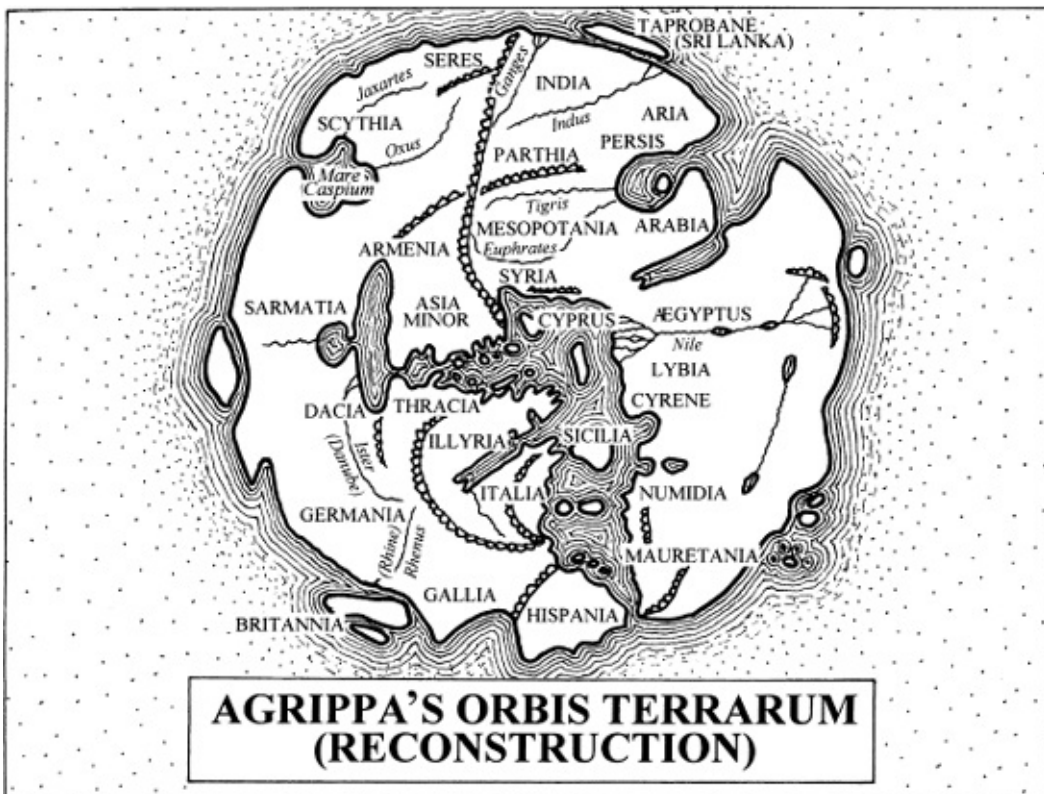 TAPROBANE
(SRI LANKA)
SERES
Jaxartes
Ganges
INDIA
SCYTHIA
Indus
ARIA
Oxus
PERSIS
PARTHIA
Mare
Caspium
Tigris
MESOPOTANIA
ARABIA
ARMENIA
Euphrates
SYRIA
SARMATIA
ASIA
MINOR
CYPRUS
ÆGYPTUS
Nile
LYBIA
DACIA
THRACIA
CYRENE
ILLYRIA
SICILIA
Ister
(Danube)
ITALIA
NUMIDIA
GERMANIA
(Rhine)
Rhemus
MAURETANIA
GALLIA
HISPANIA
BRITANNIA
AGRIPPA'S ORBIS TERRARUM
(RECONSTRUCTION)